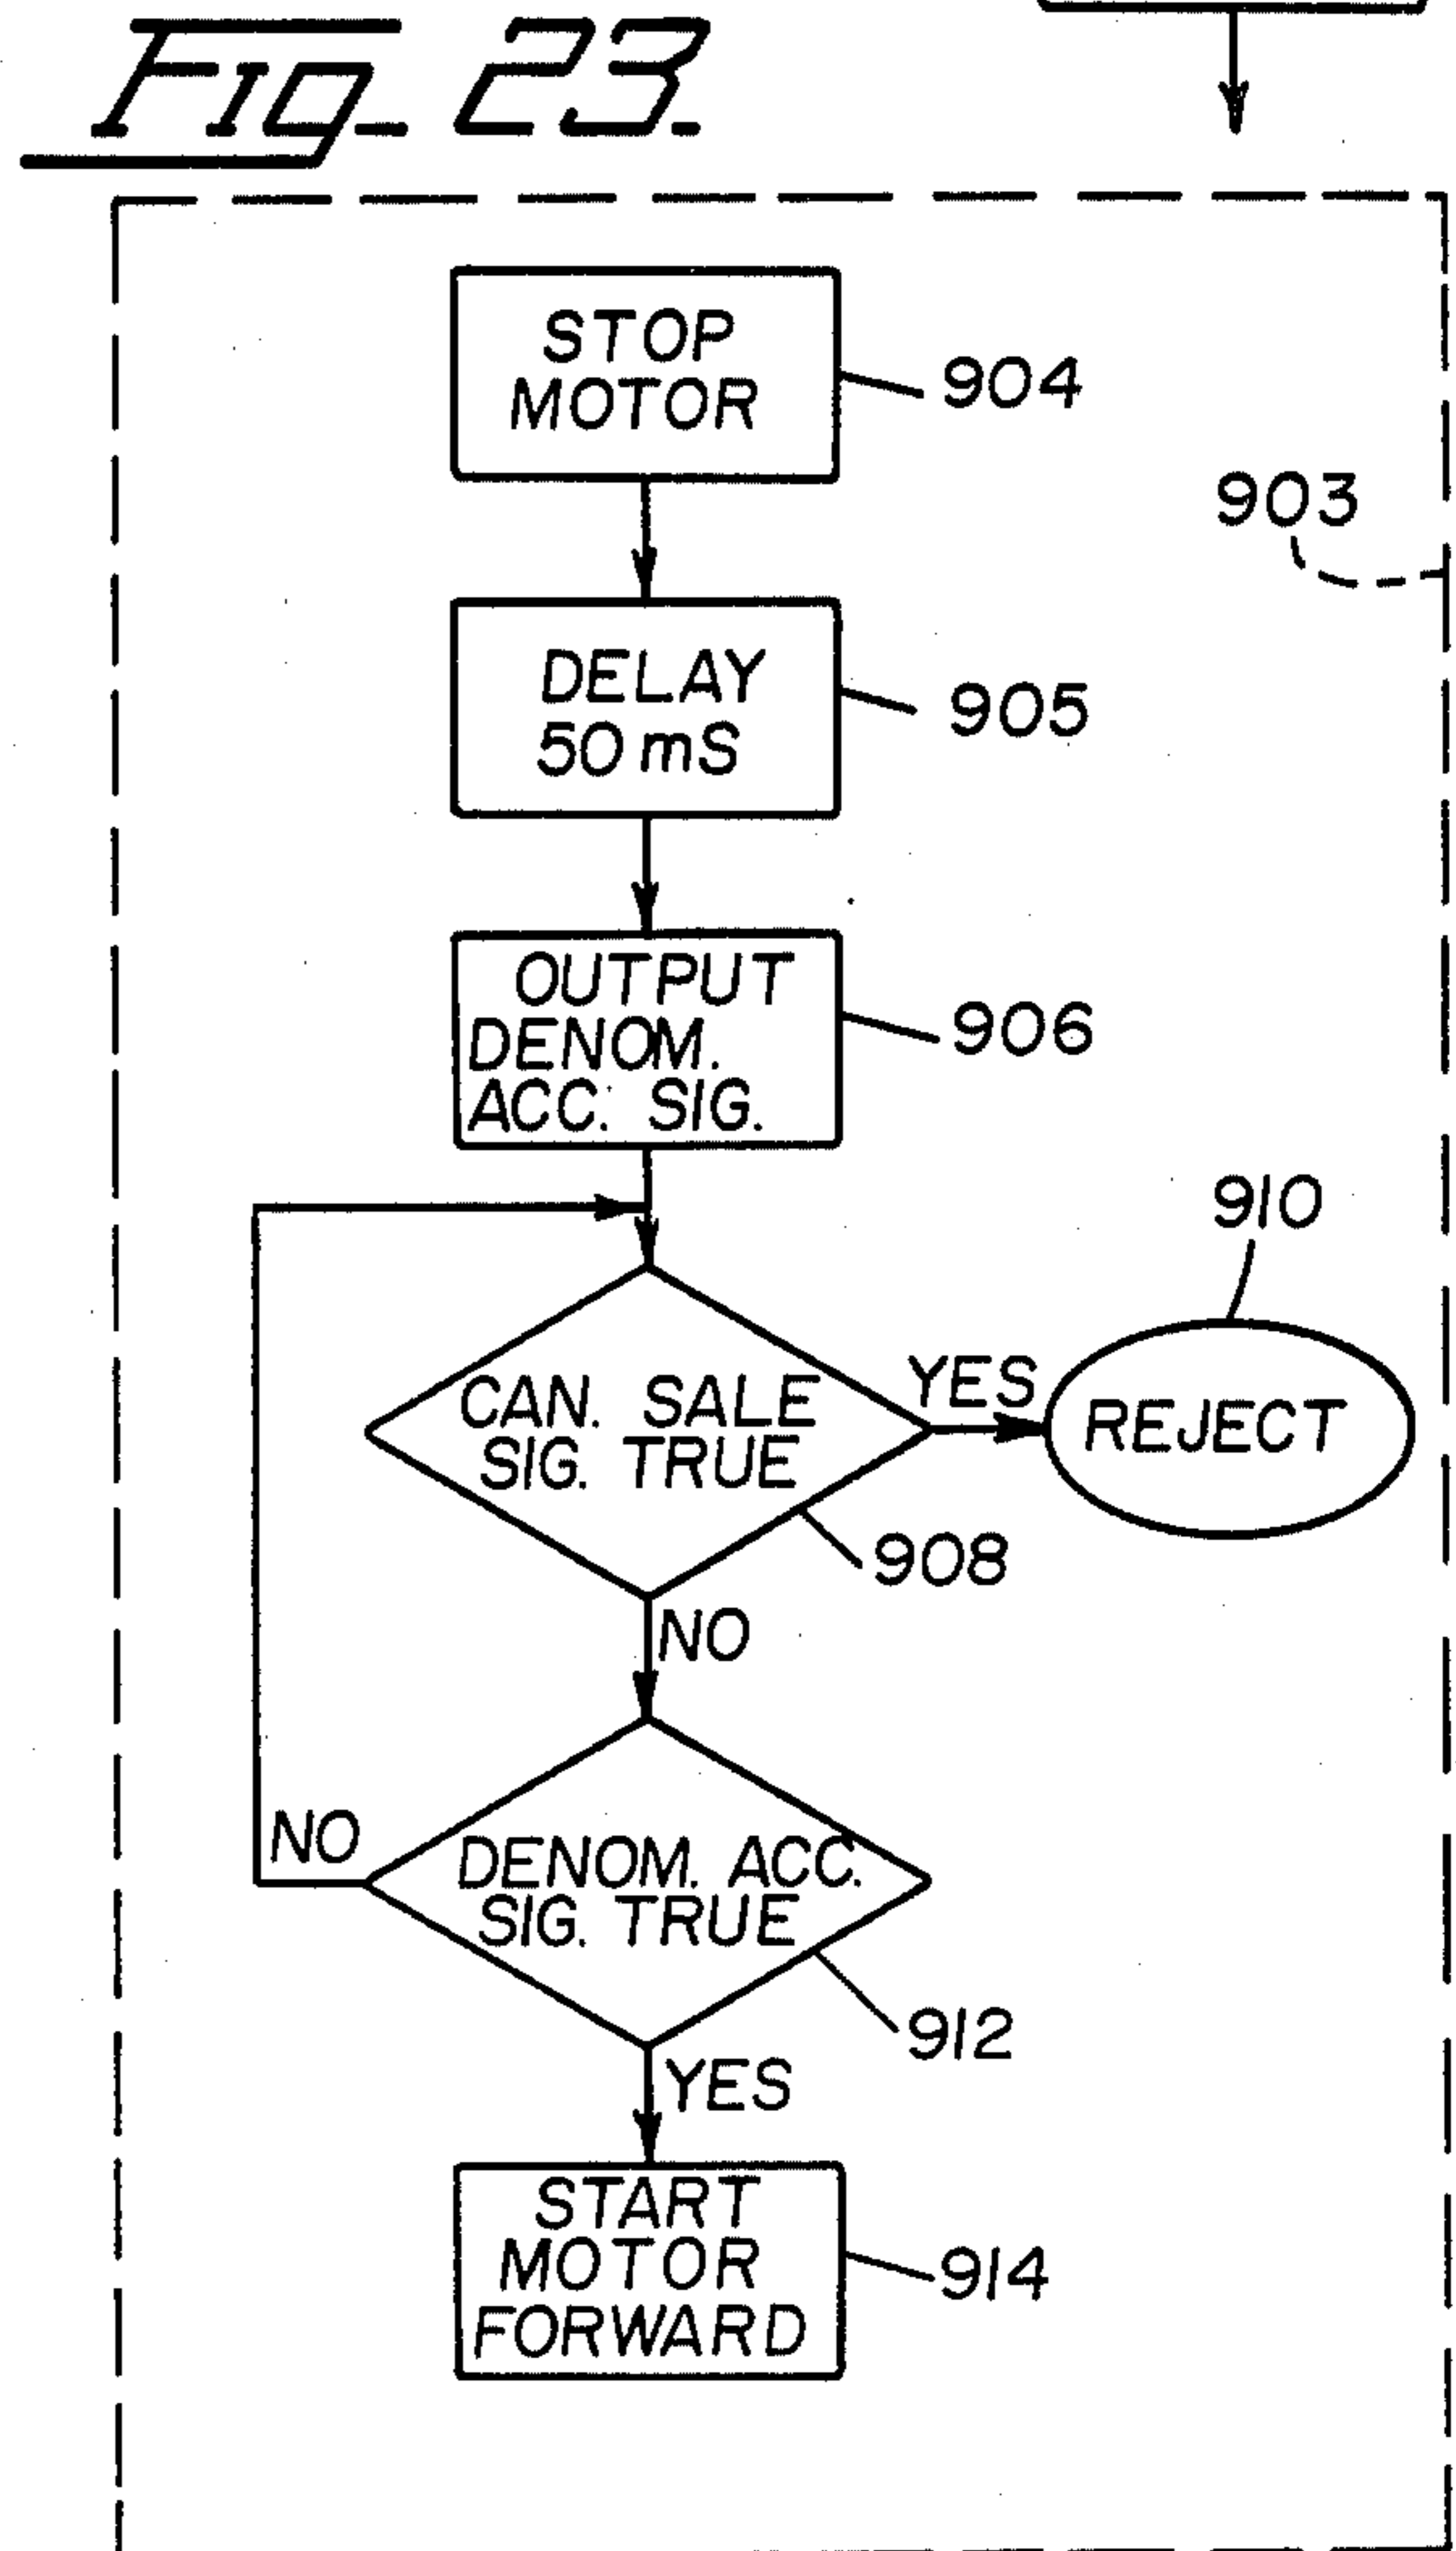 Fig. 23.
STOP
MOTOR
904
903
DELAY
50 mS
905
OUTPUT
DENOM.
ACC. SIG.
906
910
CAN. SALE
SIG. TRUE
YES
REJECT
908
NO
NO
DENOM. ACC.
SIG. TRUE
912
YES
START
MOTOR
FORWARD
914